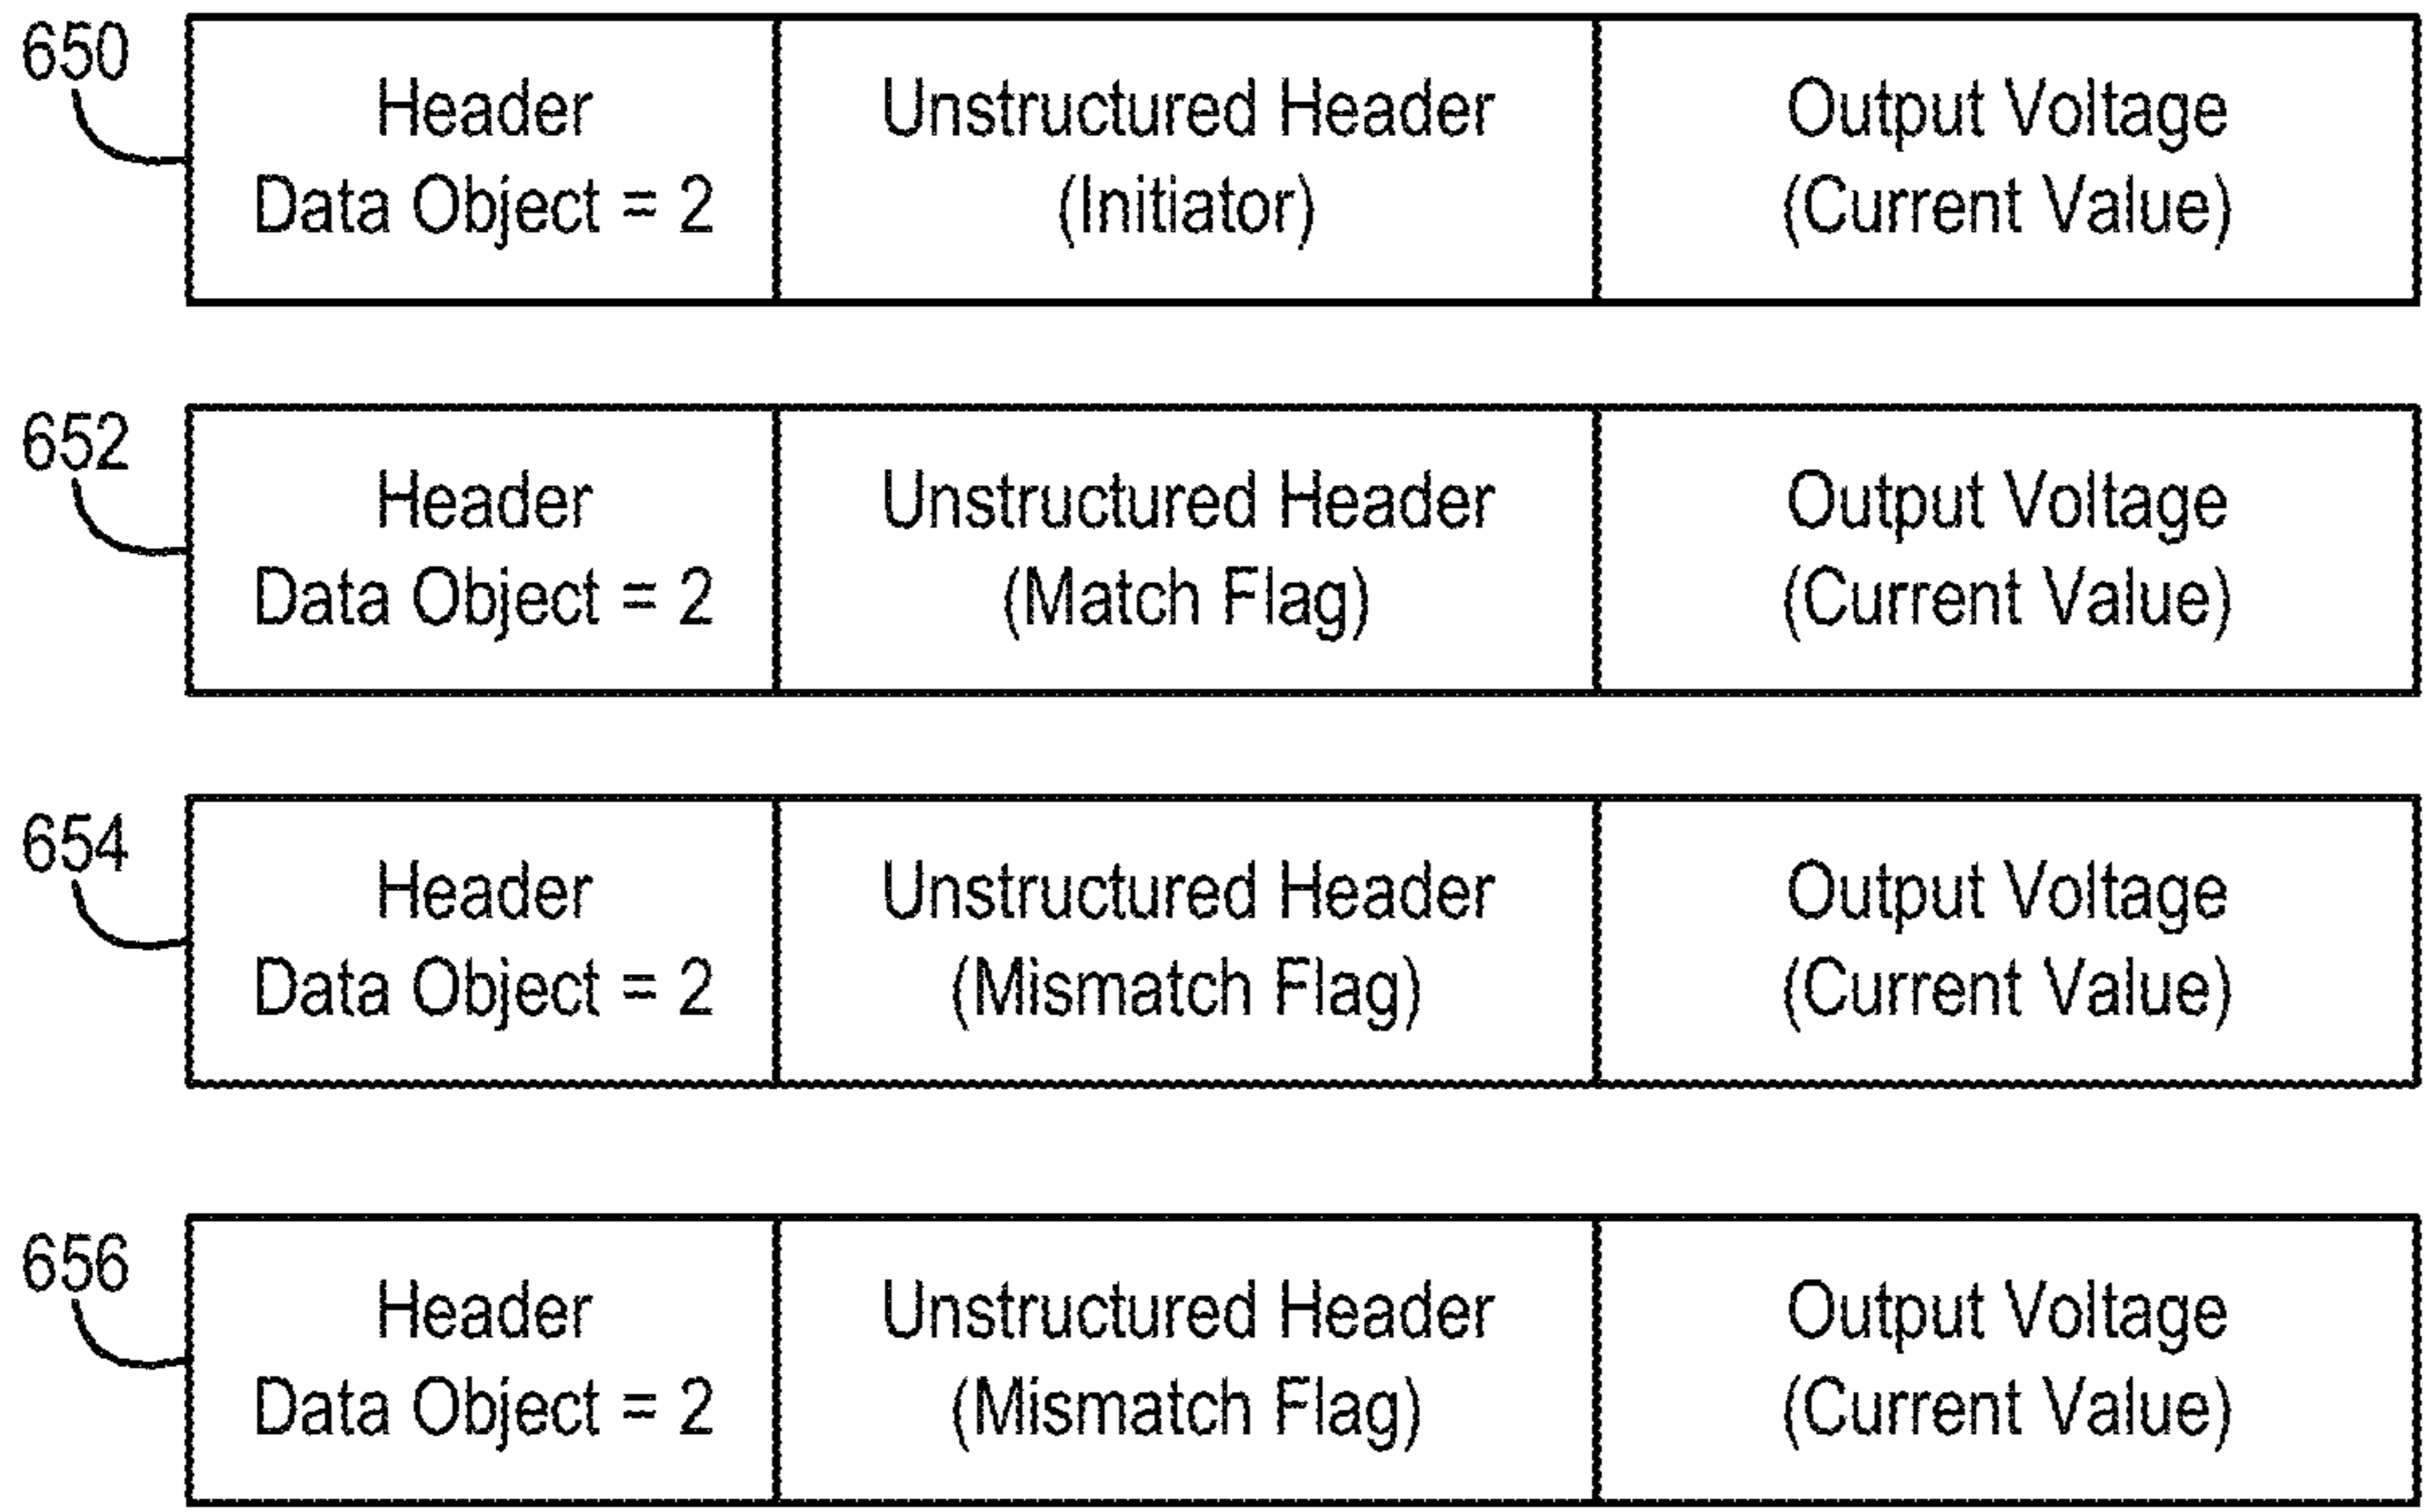 650
Header
Data Object = 2
Unstructured Header
(Initiator)
Output Voltage
(Current Value)
652
Header
Data Object = 2
Unstructured Header
(Match Flag)
Output Voltage
(Current Value)
654
Header
Data Object = 2
Unstructured Header
(Mismatch Flag)
Output Voltage
(Current Value)
656
Header
Data Object = 2
Unstructured Header
(Mismatch Flag)
Output Voltage
(Current Value)